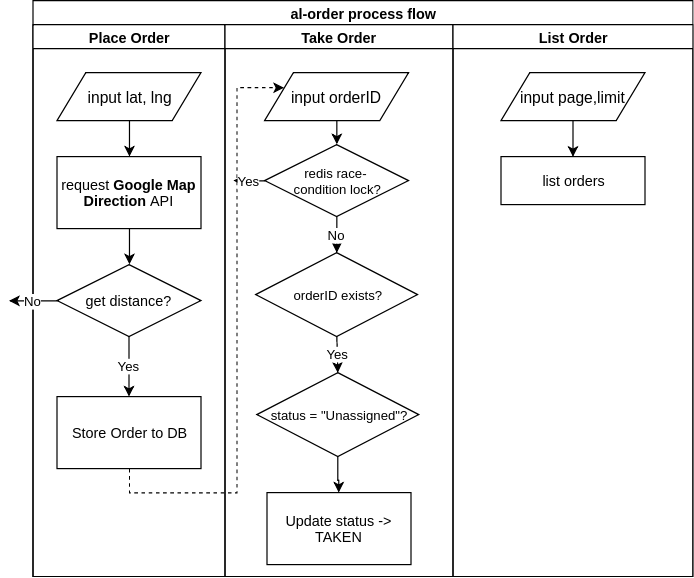 al-order process flow
Place Order
Take Order
List Order
input lat, lng
request Google Map
Direction API
get distance?
No
Yes
Store Order to DB
input orderID
redis race-
condition lock?
Yes
No
orderID exists?
Yes
status = "Unassigned"?
Update status ->
TAKEN
input page,limit
list orders